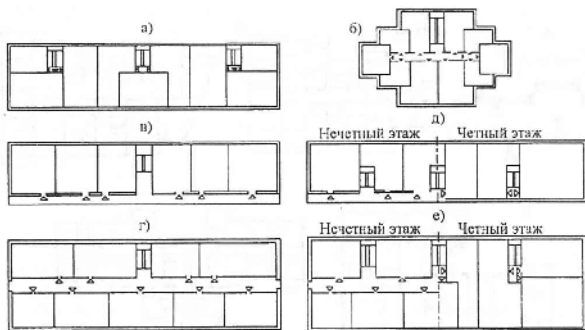 а)
б)
в)
д)
Нечетный этаж Четный этаж
г)
е)
Нечетный этаж Четный этаж